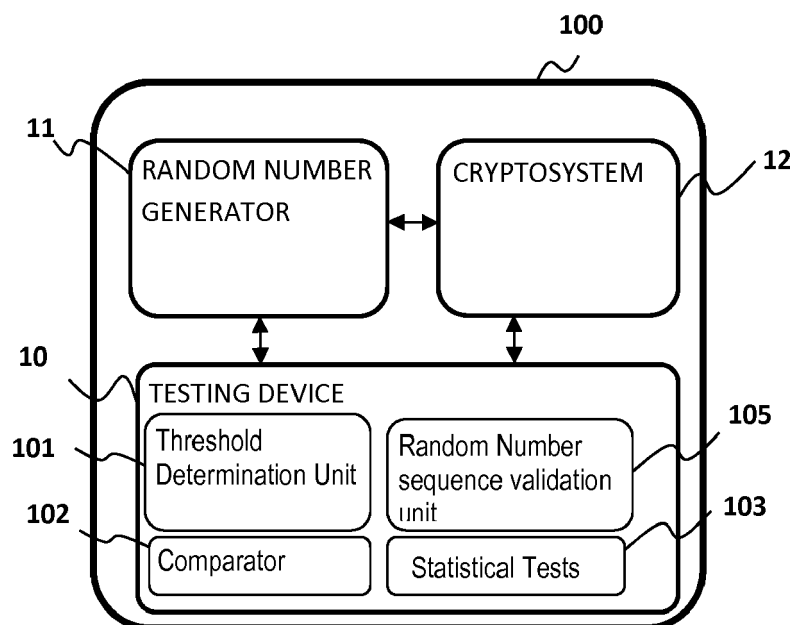 100
11
RANDOM NUMBER
GENERATOR
CRYPTOSYSTEM
12
10
TESTING DEVICE
101
Threshold
Determination Unit
Random Number
sequence validation
unit
105
102
Comparator
Statistical Tests
103